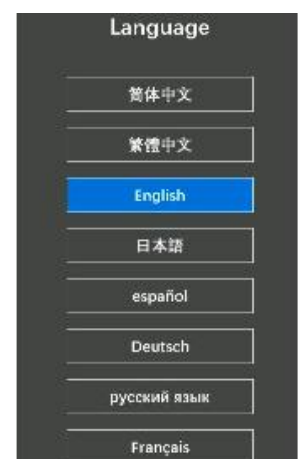 Language
简体中文
繁體中文
English
日本語
español
Deutsch
русский язык
Français